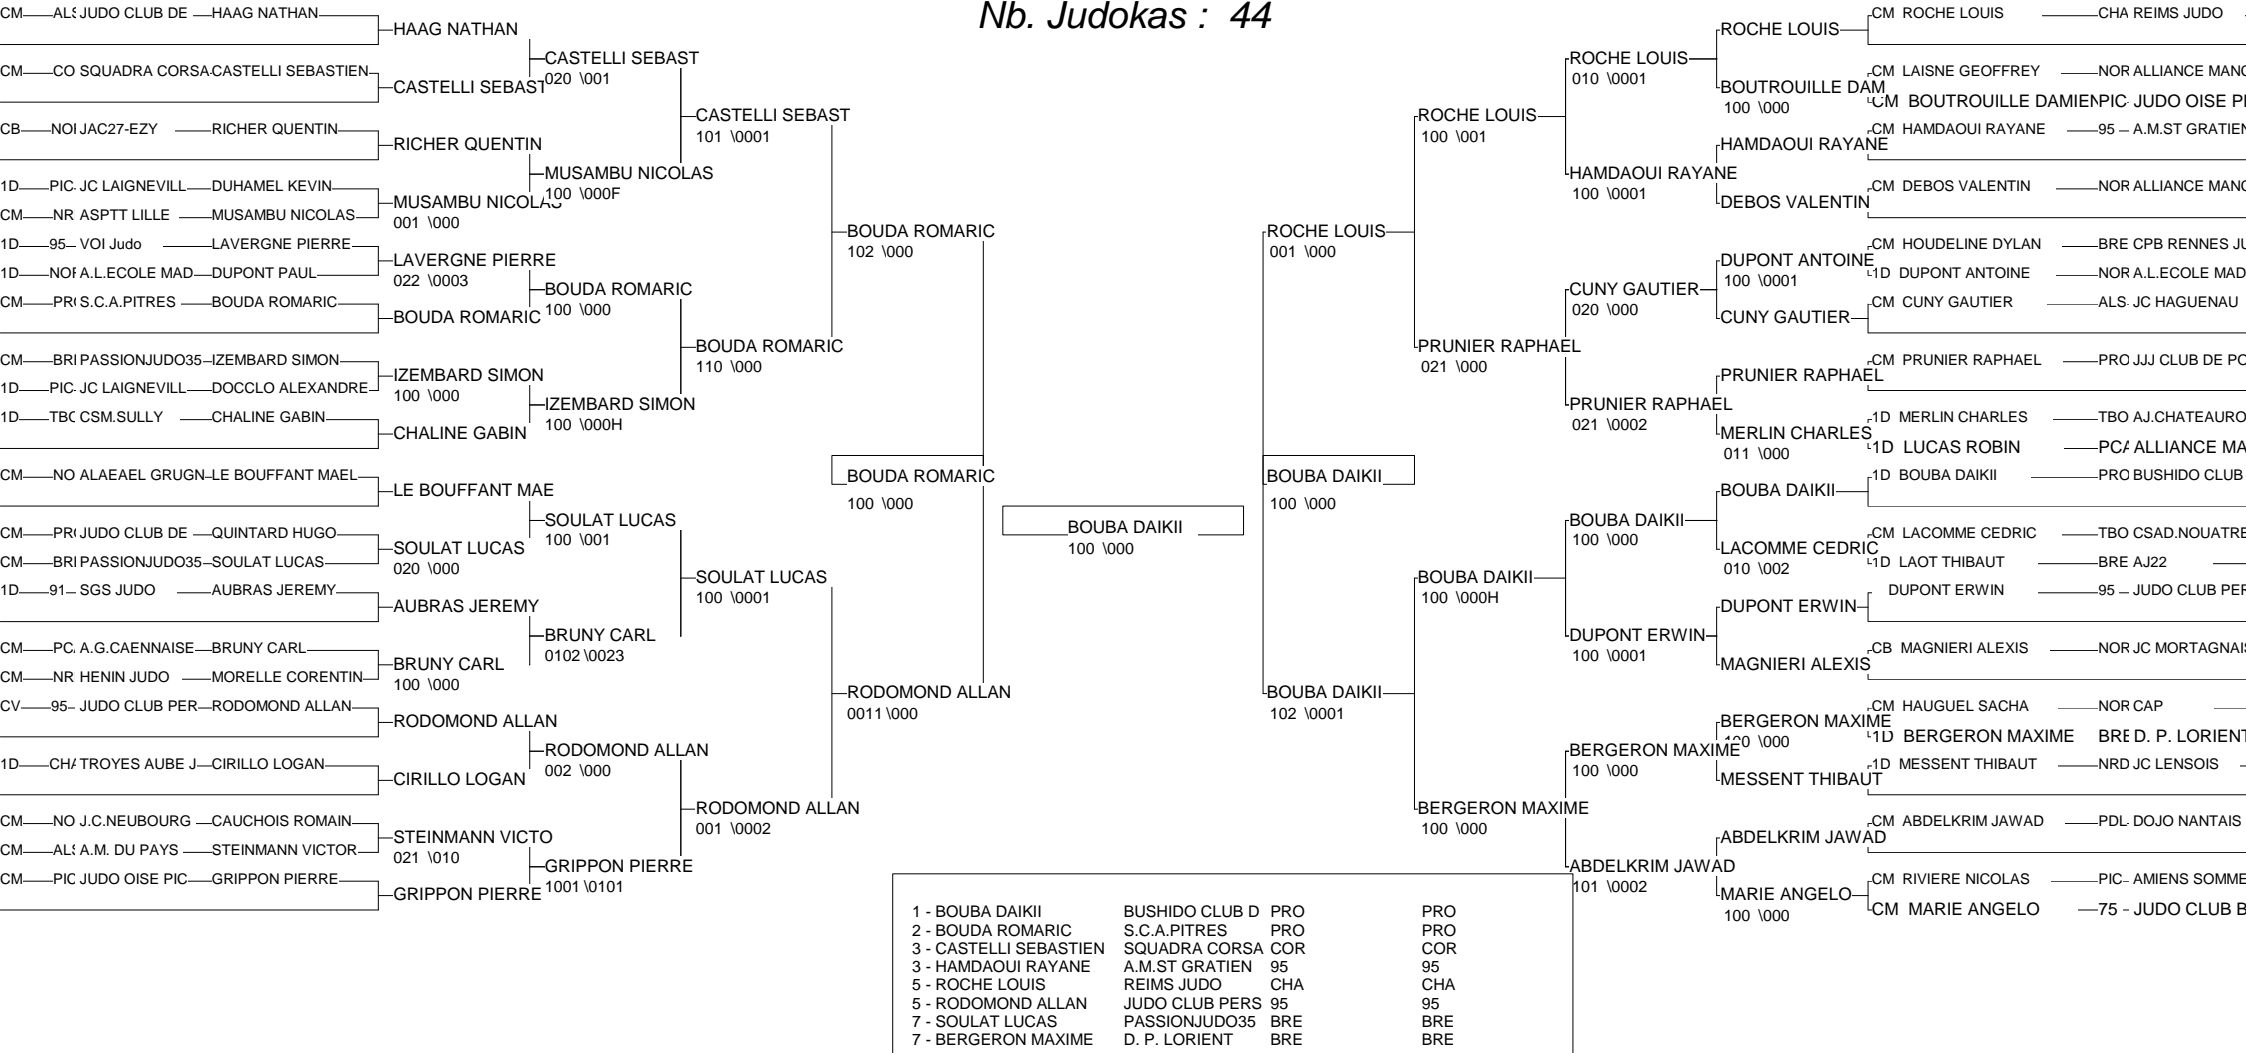 Nb. Judokas : 44
CM ALS JUDO CLUB DE HAAG NATHAN
CM CO SQUADRA CORSA CASTELLI SEBASTIEN
CB NOI JAC27-EZY RICHER QUENTIN
1D PIC JC LAIGNEVILL DUHAMEL KEVIN
CM NR ASPTT LILLE MUSAMBU NICOLAS
1D 95 VOI Judo LAVERGNE PIERRE
1D NOF A.L.ECOLE MAD DUPONT PAUL
CM PR S.C.A.PITRES BOUDA ROMARIC
CM BRI PASSIONJUDO35 IZEMBARD SIMON
1D PIC JC LAIGNEVILL DOCCLO ALEXANDRE
1D TBO CSM.SULLY CHALINE GABIN
CM NO ALAEAEL GRUGN LE BOUFFANT MAEL
CM PR JUDO CLUB DE QUINTARD HUGO
CM BRI PASSIONJUDO35 SOULAT LUCAS
1D 91 SGS JUDO AUBRAS JEREMY
CM PC A.G.CAENNAISE BRUNY CARL
CM NR HENIN JUDO MORELLE CORENTIN
CV 95 JUDO CLUB PER RODOMOND ALLAN
1D CHA TROYES AUBE J CIRILLO LOGAN
CM NO J.C.NEUBOURG CAUCHOIS ROMAIN
CM ALS A.M. DU PAYS STEINMANN VICTOR
CM PIC JUDO OISE PIC GRIPPON PIERRE
HAAG NATHAN
CASTELLI SEBAST
RICHER QUENTIN
MUSAMBU NICOLAS
001 \000
LAVERGNE PIERRE
022 \0003
BOUDA ROMARIC
IZEMBARD SIMON
100 \000
CHALINE GABIN
LE BOUFFANT MAE
SOULAT LUCAS
020 \000
AUBRAS JEREMY
BRUNY CARL
100 \000
RODOMOND ALLAN
CIRILLO LOGAN
STEINMANN VICTO
021 \010
GRIPPON PIERRE
CASTELLI SEBAST
020 \001
MUSAMBU NICOLAS
100 \000F
BOUDA ROMARIC
100 \000
IZEMBARD SIMON
100 \000H
SOULAT LUCAS
100 \001
BRUNY CARL
0102 \0023
RODOMOND ALLAN
002 \000
GRIPPON PIERRE
1001 \0101
CASTELLI SEBAST
101 \0001
BOUDA ROMARIC
110 \000
SOULAT LUCAS
100 \0001
RODOMOND ALLAN
001 \0002
BOUDA ROMARIC
102 \000
RODOMOND ALLAN
0011 \000
BOUDA ROMARIC
100 \000
BOUBA DAIKII
100 \000
BOUBA DAIKII
100 \000
ROCHE LOUIS
001 \000
BOUBA DAIKII
102 \0001
ROCHE LOUIS
100 \001
PRUNIER RAPHAEL
021 \000
BOUBA DAIKII
100 \000H
BERGERON MAXIME
100 \000
ROCHE LOUIS
010 \0001
HAMDAOUI RAYANE
100 \0001
CUNY GAUTIER
020 \000
PRUNIER RAPHAEL
021 \0002
BOUBA DAIKII
100 \000
DUPONT ERWIN
100 \0001
BERGERON MAXIME
100 \000
ABDELKRIM JAWAD
101 \0002
ROCHE LOUIS
BOUTROUILLE DAM
100 \000
HAMDAOUI RAYANE
DEBOS VALENTIN
DUPONT ANTOINE
100 \0001
CUNY GAUTIER
PRUNIER RAPHAEL
MERLIN CHARLES
011 \000
BOUBA DAIKII
LACOMME CEDRIC
010 \002
DUPONT ERWIN
MAGNIERI ALEXIS
BERGERON MAXIME
100 \000
MESSENT THIBAUT
ABDELKRIM JAWAD
MARIE ANGELO
100 \000
CM ROCHE LOUIS CHA REIMS JUDO
CM LAISNE GEOFFREY NOR ALLIANCE MANC
CM BOUTROUILLE DAMIEN PIC JUDO OISE PI
CM HAMDAOUI RAYANE 95 A.M.ST GRATIEN
CM DEBOS VALENTIN NOR ALLIANCE MANC
CM HOUDELINE DYLAN BRE CPB RENNES JU
1D DUPONT ANTOINE NOR A.L.ECOLE MAD
CM CUNY GAUTIER ALS JC HAGUENAU
CM PRUNIER RAPHAEL PRO JJJ CLUB DE PO
1D MERLIN CHARLES TBO AJ.CHATEAURO
1D LUCAS ROBIN PCA ALLIANCE MA
1D BOUBA DAIKII PRO BUSHIDO CLUB
CM LACOMME CEDRIC TBO CSAD.NOUATRE
1D LAOT THIBAUT BRE AJ22
DUPONT ERWIN 95 JUDO CLUB PER
CB MAGNIERI ALEXIS NOR JC MORTAGNAIS
CM HAUGUEL SACHA NOR CAP
1D BERGERON MAXIME BRE D. P. LORIENT
1D MESSENT THIBAUT NRD JC LENSOIS
CM ABDELKRIM JAWAD PDL DOJO NANTAIS
CM RIVIERE NICOLAS PIC AMIENS SOMME
CM MARIE ANGELO 75 - JUDO CLUB B
1 - BOUBA DAIKII BUSHIDO CLUB D PRO PRO
2 - BOUDA ROMARIC S.C.A.PITRES PRO PRO
3 - CASTELLI SEBASTIEN SQUADRA CORSA COR COR
3 - HAMDAOUI RAYANE A.M.ST GRATIEN 95 95
5 - ROCHE LOUIS REIMS JUDO CHA CHA
5 - RODOMOND ALLAN JUDO CLUB PERS 95 95
7 - SOULAT LUCAS PASSIONJUDO35 BRE BRE
7 - BERGERON MAXIME D. P. LORIENT BRE BRE